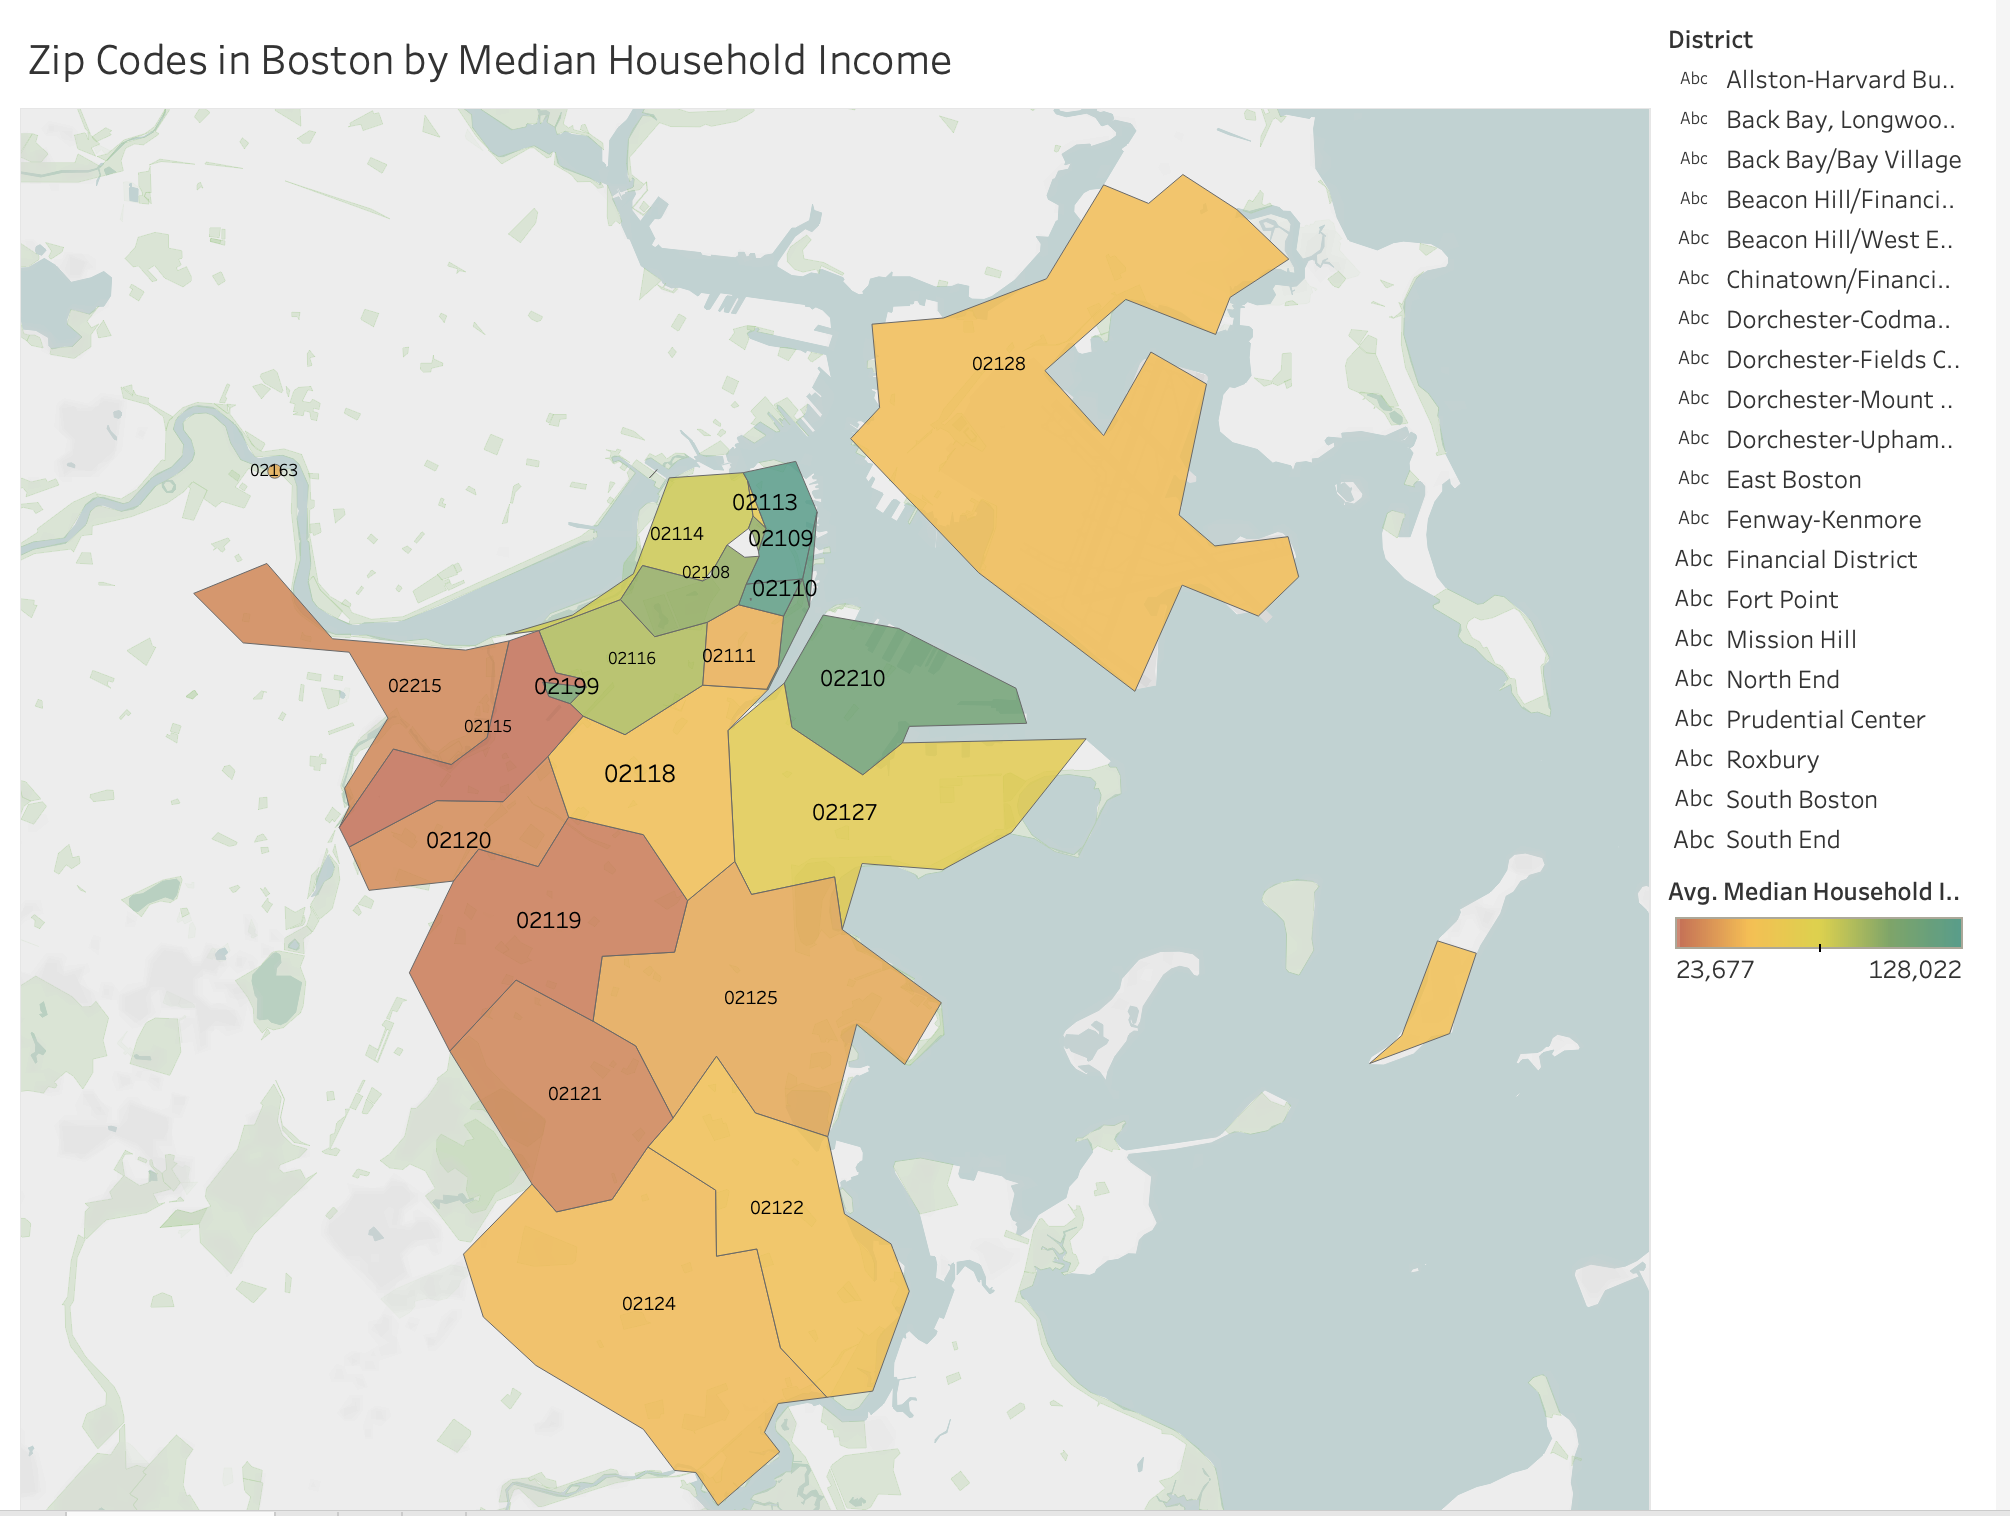 Zip Codes in Boston by Median Household Income
02128
02163
02113
02114
02109
02108
02110
02116
02111
02210
02215
02199
02115
02118
02127
02120
02119
02125
02121
02122
02124
District
Abc Allston-Harvard Bu..
Abc Back Bay, Longwoo..
Abc Back Bay/Bay Village
Abc Beacon Hill/Financi..
Abc Beacon Hill/West E..
Abc Chinatown/Financi..
Abc Dorchester-Codma..
Abc Dorchester-Fields C..
Abc Dorchester-Mount ..
Abc Dorchester-Upham..
Abc East Boston
Abc Fenway-Kenmore
Abc Financial District
Abc Fort Point
Abc Mission Hill
Abc North End
Abc Prudential Center
Abc Roxbury
Abc South Boston
Abc South End
Avg. Median Household I..
23,677 128,022